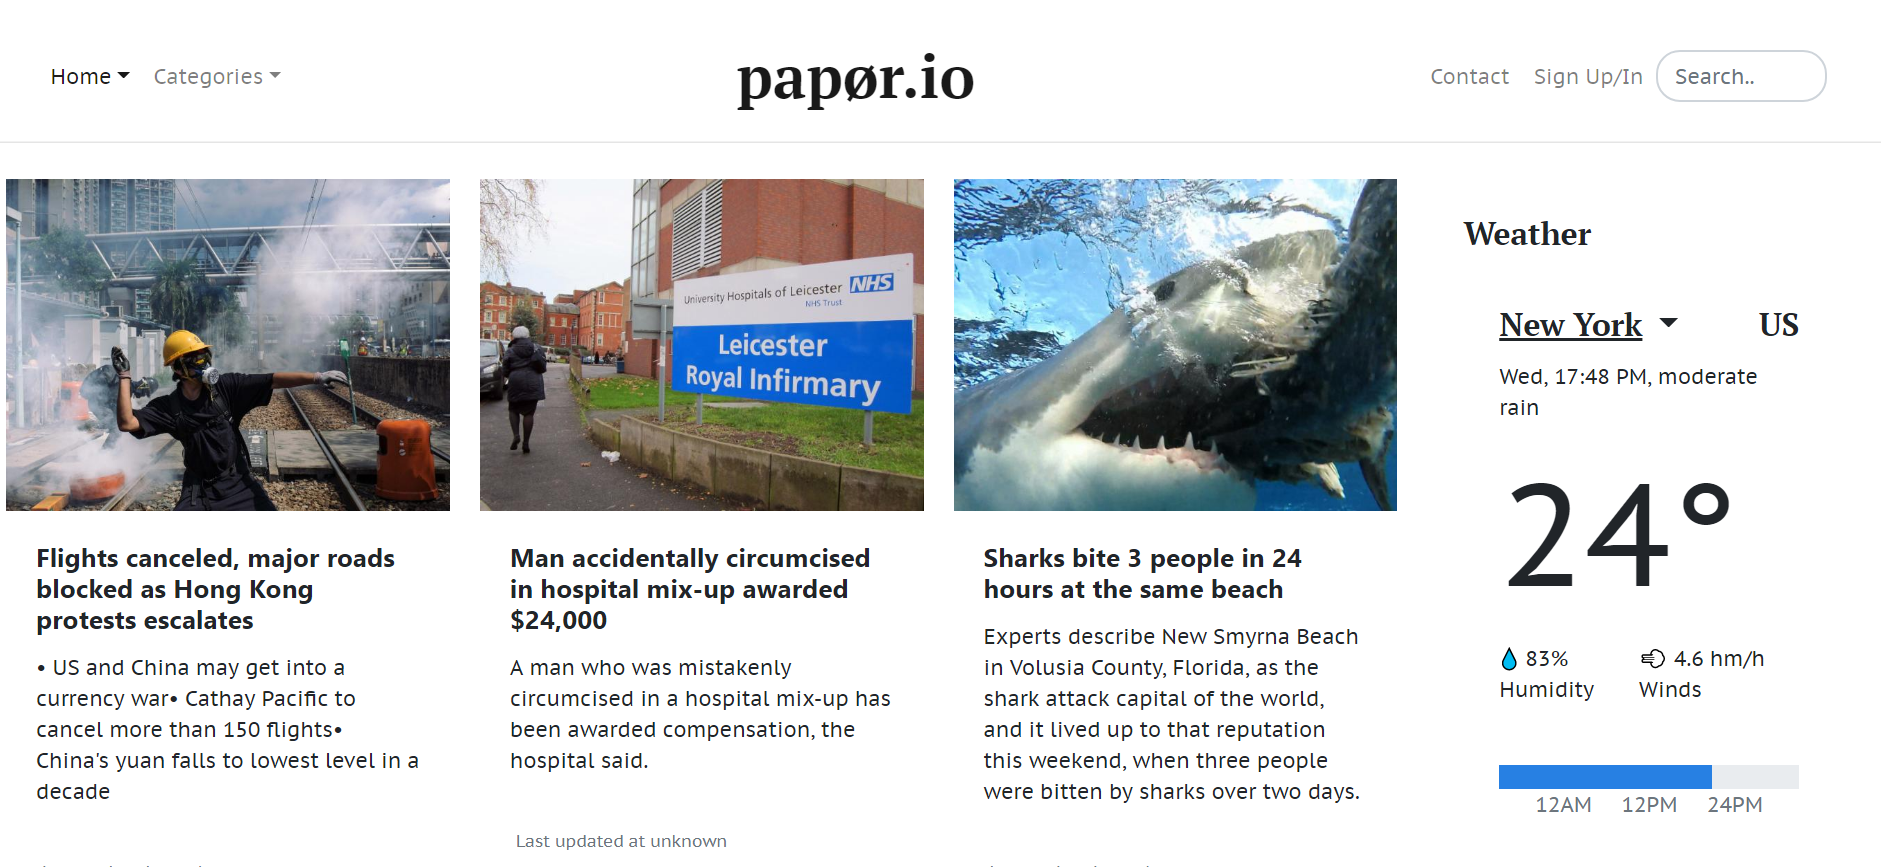 Home
Categories
papør.io
Contact
Sign Up/In
Search..
University Hospitals of Leicester NHS
NHS Trust
Leicester
Royal Infirmary
Flights canceled, major roads
blocked as Hong Kong
protests escalates
• US and China may get into a
currency war• Cathay Pacific to
cancel more than 150 flights•
China's yuan falls to lowest level in a
decade
Man accidentally circumcised
in hospital mix-up awarded
$24,000
A man who was mistakenly
circumcised in a hospital mix-up has
been awarded compensation, the
hospital said.
Last updated at unknown
Sharks bite 3 people in 24
hours at the same beach
Experts describe New Smyrna Beach
in Volusia County, Florida, as the
shark attack capital of the world,
and it lived up to that reputation
this weekend, when three people
were bitten by sharks over two days.
Weather
New York
US
Wed, 17:48 PM, moderate
rain
24°
83%
Humidity
4.6 hm/h
Winds
12AM
12PM
24PM